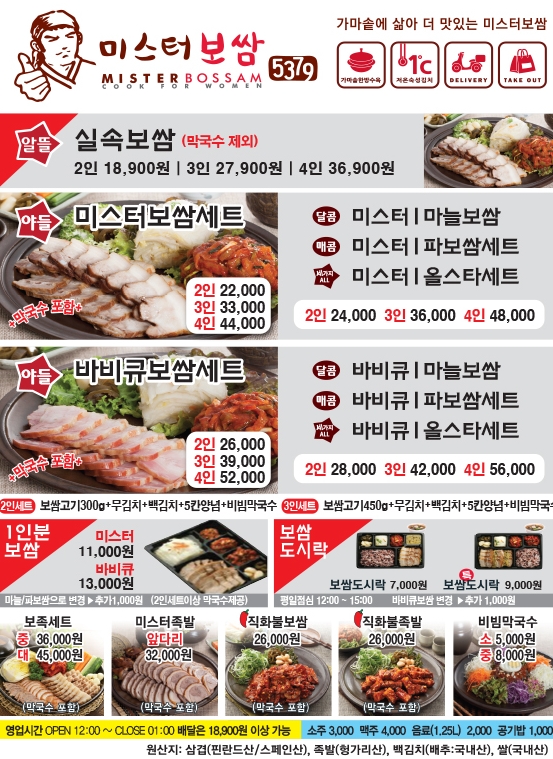 가마솥에 삶아 더 맛있는 미스터보쌈
미스터보쌈 5379
MISTER BOSSAM
COOK FOR WOMEN
가마솥한방수육 저온숙성김치 DELIVERY TAKE OUT
1℃
알뜰 실속보쌈 (막국수 제외)
2인 18,900원 | 3인 27,900원 | 4인 36,900원
야들 미스터보쌈세트
2인 22,000
3인 33,000
4인 44,000
+막국수 포함+
달콤 미스터 | 마늘보쌈
매콤 미스터 | 파보쌈세트
세가지 ALL 미스터 | 올스타세트
2인 24,000 3인 36,000 4인 48,000
야들 바비큐보쌈세트
2인 26,000
3인 39,000
4인 52,000
+막국수 포함+
달콤 바비큐 | 마늘보쌈
매콤 바비큐 | 파보쌈세트
세가지 ALL 바비큐 | 올스타세트
2인 28,000 3인 42,000 4인 56,000
2인세트 보쌈고기300g+무김치+백김치+5칸양념+비빔막국수 3인세트 보쌈고기450g+무김치+백김치+5칸양념+비빔막국수
1인분
보쌈
미스터
11,000원
바비큐
13,000원
마늘/파보쌈으로 변경 ▶추가1,000원 (2인세트이상 막국수제공)
보쌈
도시락
보쌈도시락 7,000원 특 보쌈도시락 9,000원
평일점심 12:00 ~ 15:00 바비큐보쌈 변경 ▶추가 1,000원
보족세트
중 36,000원
대 45,000원
(막국수 포함)
미스터족발
앞다리
32,000원
(막국수 포함)
직화불보쌈
26,000원
(막국수 포함)
직화불족발
26,000원
(막국수 포함)
비빔막국수
소 5,000원
중 8,000원
영업시간 OPEN 12:00 ~ CLOSE 01:00 배달은 18,900원 이상 가능 소주 3,000 맥주 4,000 음료(1.25L) 2,000 공기밥 1,000
원산지: 삼겹(핀란드산/스페인산), 족발(헝가리산), 백김치(배추:국내산), 쌀(국내산)